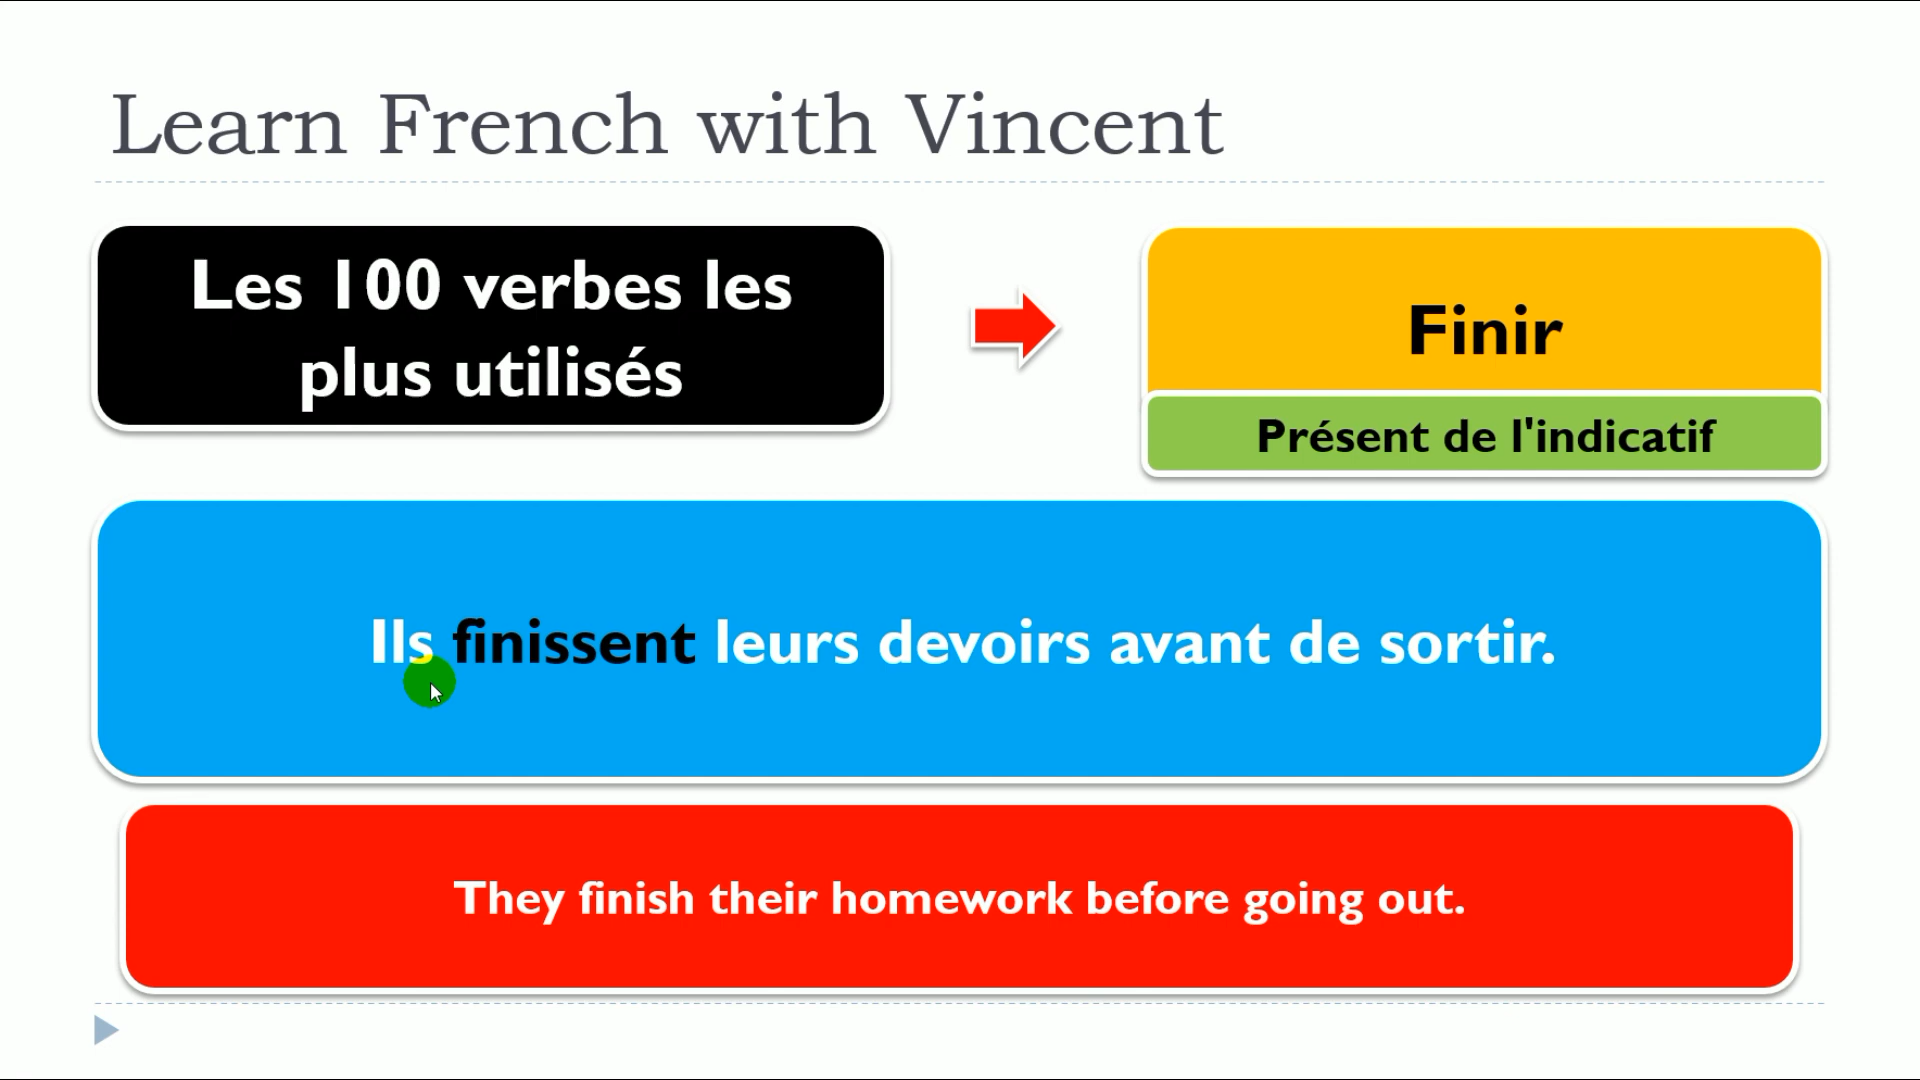 Learn French with Vincent
Les 100 verbes les
plus utilisés
Finir
Présent de l'indicatif
Ils finissent leurs devoirs avant de sortir.
They finish their homework before going out.